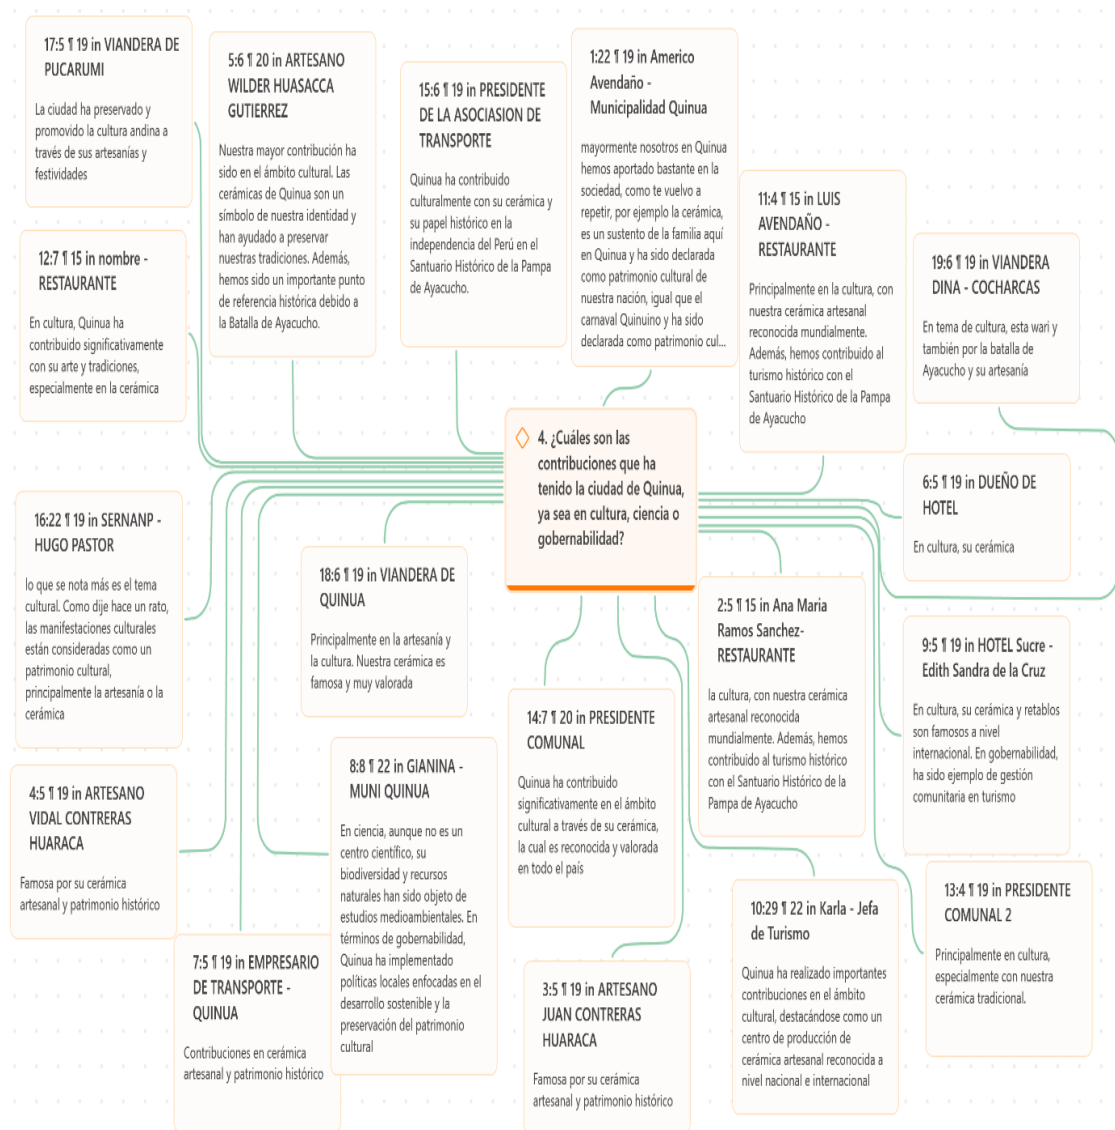 17:5 ¶ 19 in VIANDERA DE
PUCARUMI
La ciudad ha preservado y
promovido la cultura andina a
través de sus artesanías y
festividades
5:6 ¶ 20 in ARTESANO
WILDER HUASACCA
GUTIERREZ
Nuestra mayor contribución ha
sido en el ámbito cultural. Las
cerámicas de Quinua son un
símbolo de nuestra identidad y
han ayudado a preservar
nuestras tradiciones. Además,
hemos sido un importante punto
de referencia histórica debido a
la Batalla de Ayacucho.
15:6 ¶ 19 in PRESIDENTE
DE LA ASOCIASION DE
TRANSPORTE
Quinua ha contribuido
culturalmente con su cerámica y
su papel histórico en la
independencia del Perú en el
Santuario Histórico de la Pampa
de Ayacucho.
1:22 ¶ 19 in Americo
Avendaño -
Municipalidad Quinua
mayormente nosotros en Quinua
hemos aportado bastante en la
sociedad, como te vuelvo a
repetir, por ejemplo la cerámica,
es un sustento de la familia aquí
en Quinua y ha sido declarada
como patrimonio cultural de
nuestra nación, igual que el
carnaval Quinuino y ha sido
declarada como patrimonio cul...
11:4 ¶ 15 in LUIS
AVENDAÑO -
RESTAURANTE
Principalmente en la cultura, con
nuestra cerámica artesanal
reconocida mundialmente.
Además, hemos contribuido al
turismo histórico con el
Santuario Histórico de la Pampa
de Ayacucho
19:6 ¶ 19 in VIANDERA
DINA - COCHARCAS
En tema de cultura, esta wari y
también por la batalla de
Ayacucho y su artesanía
12:7 ¶ 15 in nombre -
RESTAURANTE
En cultura, Quinua ha
contribuido significativamente
con su arte y tradiciones,
especialmente en la cerámica
4. ¿Cuáles son las
contribuciones que ha
tenido la ciudad de Quinua,
ya sea en cultura, ciencia o
gobernabilidad?
6:5 ¶ 19 in DUEÑO DE
HOTEL
En cultura, su cerámica
16:22 ¶ 19 in SERNANP -
HUGO PASTOR
lo que se nota más es el tema
cultural. Como dije hace un rato,
las manifestaciones culturales
están consideradas como un
patrimonio cultural,
principalmente la artesanía o la
cerámica
18:6 ¶ 19 in VIANDERA DE
QUINUA
Principalmente en la artesanía y
la cultura. Nuestra cerámica es
famosa y muy valorada
2:5 ¶ 15 in Ana Maria
Ramos Sanchez-
RESTAURANTE
la cultura, con nuestra cerámica
artesanal reconocida
mundialmente. Además, hemos
contribuido al turismo histórico
con el Santuario Histórico de la
Pampa de Ayacucho
9:5 ¶ 19 in HOTEL Sucre -
Edith Sandra de la Cruz
En cultura, su cerámica y retablos
son famosos a nivel
internacional. En gobernabilidad,
ha sido ejemplo de gestión
comunitaria en turismo
14:7 ¶ 20 in PRESIDENTE
COMUNAL
Quinua ha contribuido
significativamente en el ámbito
cultural a través de su cerámica,
la cual es reconocida y valorada
en todo el país
8:8 ¶ 22 in GIANINA -
MUNI QUINUA
En ciencia, aunque no es un
centro científico, su
biodiversidad y recursos
naturales han sido objeto de
estudios medioambientales. En
términos de gobernabilidad,
Quinua ha implementado
políticas locales enfocadas en el
desarrollo sostenible y la
preservación del patrimonio
cultural
4:5 ¶ 19 in ARTESANO
VIDAL CONTRERAS
HUARACA
Famosa por su cerámica
artesanal y patrimonio histórico
7:5 ¶ 19 in EMPRESARIO
DE TRANSPORTE -
QUINUA
Contribuciones en cerámica
artesanal y patrimonio histórico
3:5 ¶ 19 in ARTESANO
JUAN CONTRERAS
HUARACA
Famosa por su cerámica
artesanal y patrimonio histórico
10:29 ¶ 22 in Karla - Jefa
de Turismo
Quinua ha realizado importantes
contribuciones en el ámbito
cultural, destacándose como un
centro de producción de
cerámica artesanal reconocida a
nivel nacional e internacional
13:4 ¶ 19 in PRESIDENTE
COMUNAL 2
Principalmente en cultura,
especialmente con nuestra
cerámica tradicional.